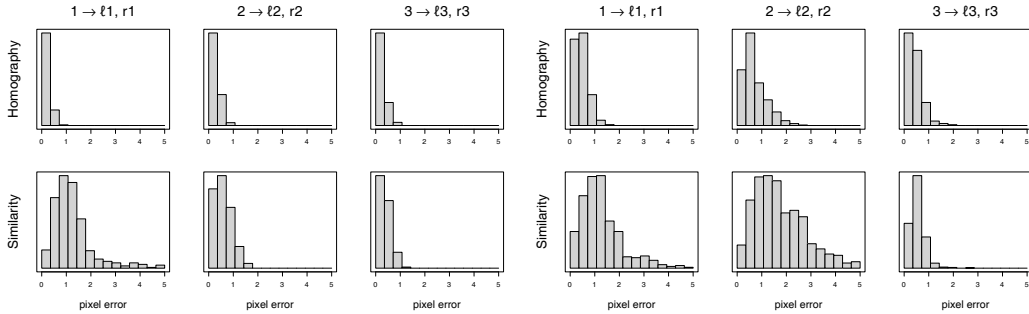 1 → ℓ1, r1 2 → ℓ2, r2 3 → ℓ3, r3 1 → ℓ1, r1 2 → ℓ2, r2 3 → ℓ3, r3
Homography Homography
0 1 2 3 4 5 0 1 2 3 4 5 0 1 2 3 4 5 0 1 2 3 4 5 0 1 2 3 4 5 0 1 2 3 4 5
Similarity Similarity
0 1 2 3 4 5 0 1 2 3 4 5 0 1 2 3 4 5 0 1 2 3 4 5 0 1 2 3 4 5 0 1 2 3 4 5
pixel error pixel error pixel error pixel error pixel error pixel error